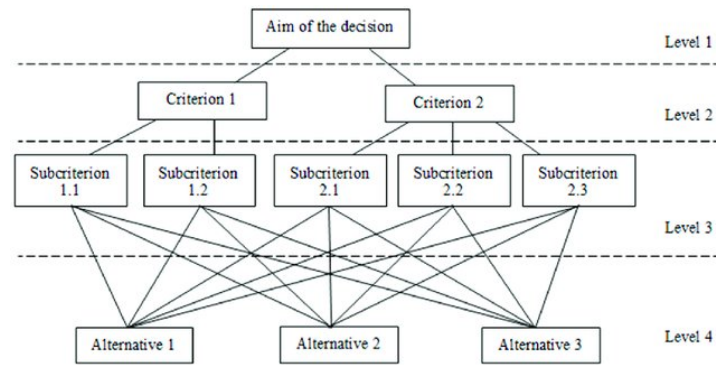 Aim of the decision
Level 1
Criterion 1
Criterion 2
Level 2
Subcriterion
1.1
Subcriterion
1.2
Subcriterion
2.1
Subcriterion
2.2
Subcriterion
2.3
Level 3
Alternative 1
Alternative 2
Alternative 3
Level 4